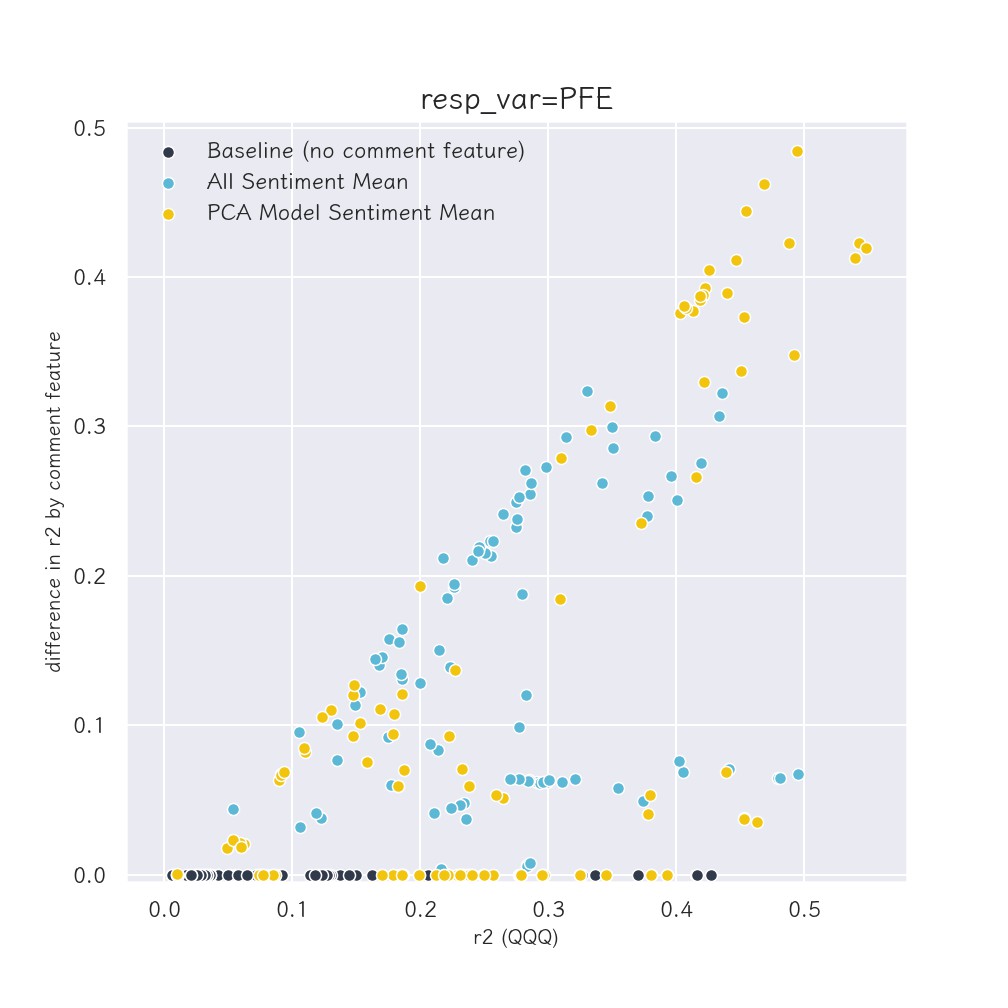 resp_var=PFE
Baseline (no comment feature)
All Sentiment Mean
PCA Model Sentiment Mean
difference in r2 by comment feature
0.5
0.4
0.3
0.2
0.1
0.0
0.0 0.1 0.2 0.3 0.4 0.5
r2 (QQQ)